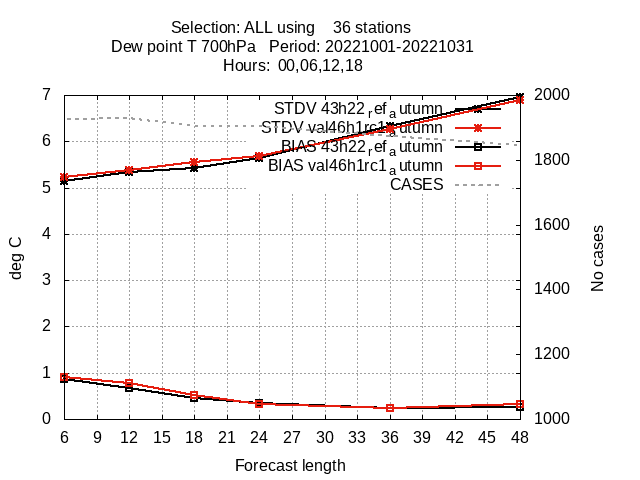 Selection: ALL using 36 stations
Dew point T 700hPa Period: 20221001-20221031
Hours: 00,06,12,18
7 2000
STDV 43h22_ref_autumn
STDV val46h1rc1_autumn
6
BIAS 43h22_ref_autumn
1800
BIAS val46h1rc1_autumn
5
CASES
4 1600
deg C
No cases
3 1400
2
1200
1
0 1000
6 9 12 15 18 21 24 27 30 33 36 39 42 45 48
Forecast length